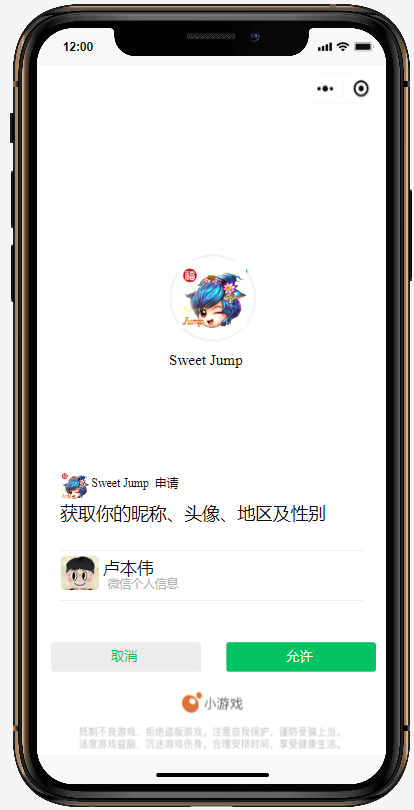 12:00
福
Jump
Sweet Jump
Sweet Jump 申请
获取你的昵称、头像、地区及性别
卢本伟
微信个人信息
取消
允许
小游戏
抵制不良游戏，拒绝盗版游戏。注意自我保护，谨防受骗上当。
适度游戏益脑，沉迷游戏伤身。合理安排时间，享受健康生活。